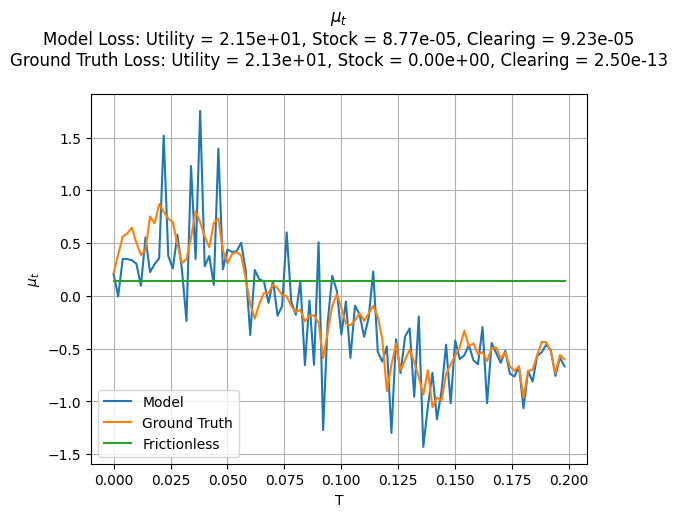 μt
Model Loss: Utility = 2.15e+01, Stock = 8.77e-05, Clearing = 9.23e-05
Ground Truth Loss: Utility = 2.13e+01, Stock = 0.00e+00, Clearing = 2.50e-13
1.5
1.0
0.5
0.0
−0.5
−1.0
−1.5
μt
Model
Ground Truth
Frictionless
0.000 0.025 0.050 0.075 0.100 0.125 0.150 0.175 0.200
T